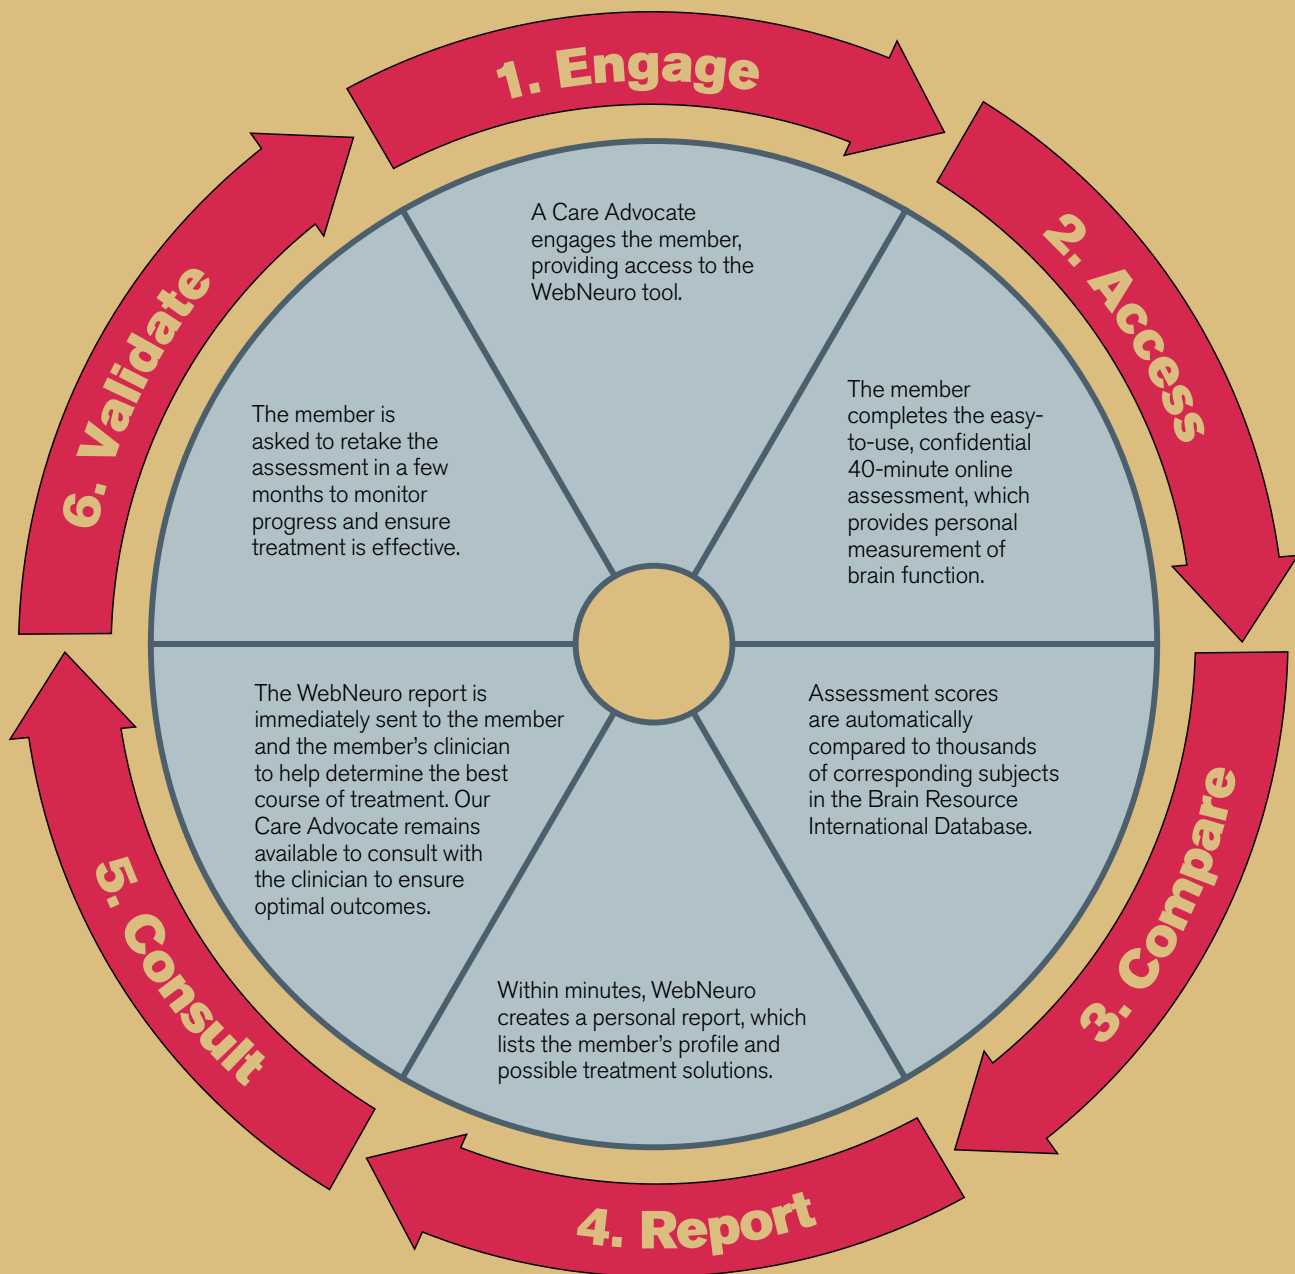 1. Engage
A Care Advocate
engages the member,
providing access to the
WebNeuro tool.
2. Access
The member
completes the easy-
to-use, confidential
40-minute online
assessment, which
provides personal
measurement of
brain function.
3. Compare
Assessment scores
are automatically
compared to thousands
of corresponding subjects
in the Brain Resource
International Database.
4. Report
Within minutes, WebNeuro
creates a personal report, which
lists the member’s profile and
possible treatment solutions.
5. Consult
The WebNeuro report is
immediately sent to the member
and the member’s clinician
to help determine the best
course of treatment. Our
Care Advocate remains
available to consult with
the clinician to ensure
optimal outcomes.
6. Validate
The member is
asked to retake the
assessment in a few
months to monitor
progress and ensure
treatment is effective.